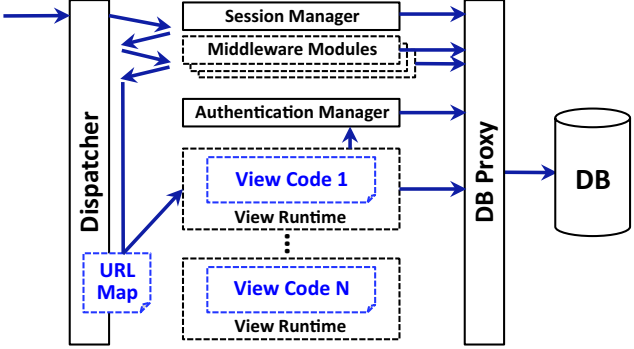 Session Manager
Middleware Modules
Authentication Manager
Dispatcher
View Code 1
View Runtime
DB Proxy
DB
URL
Map
View Code N
View Runtime